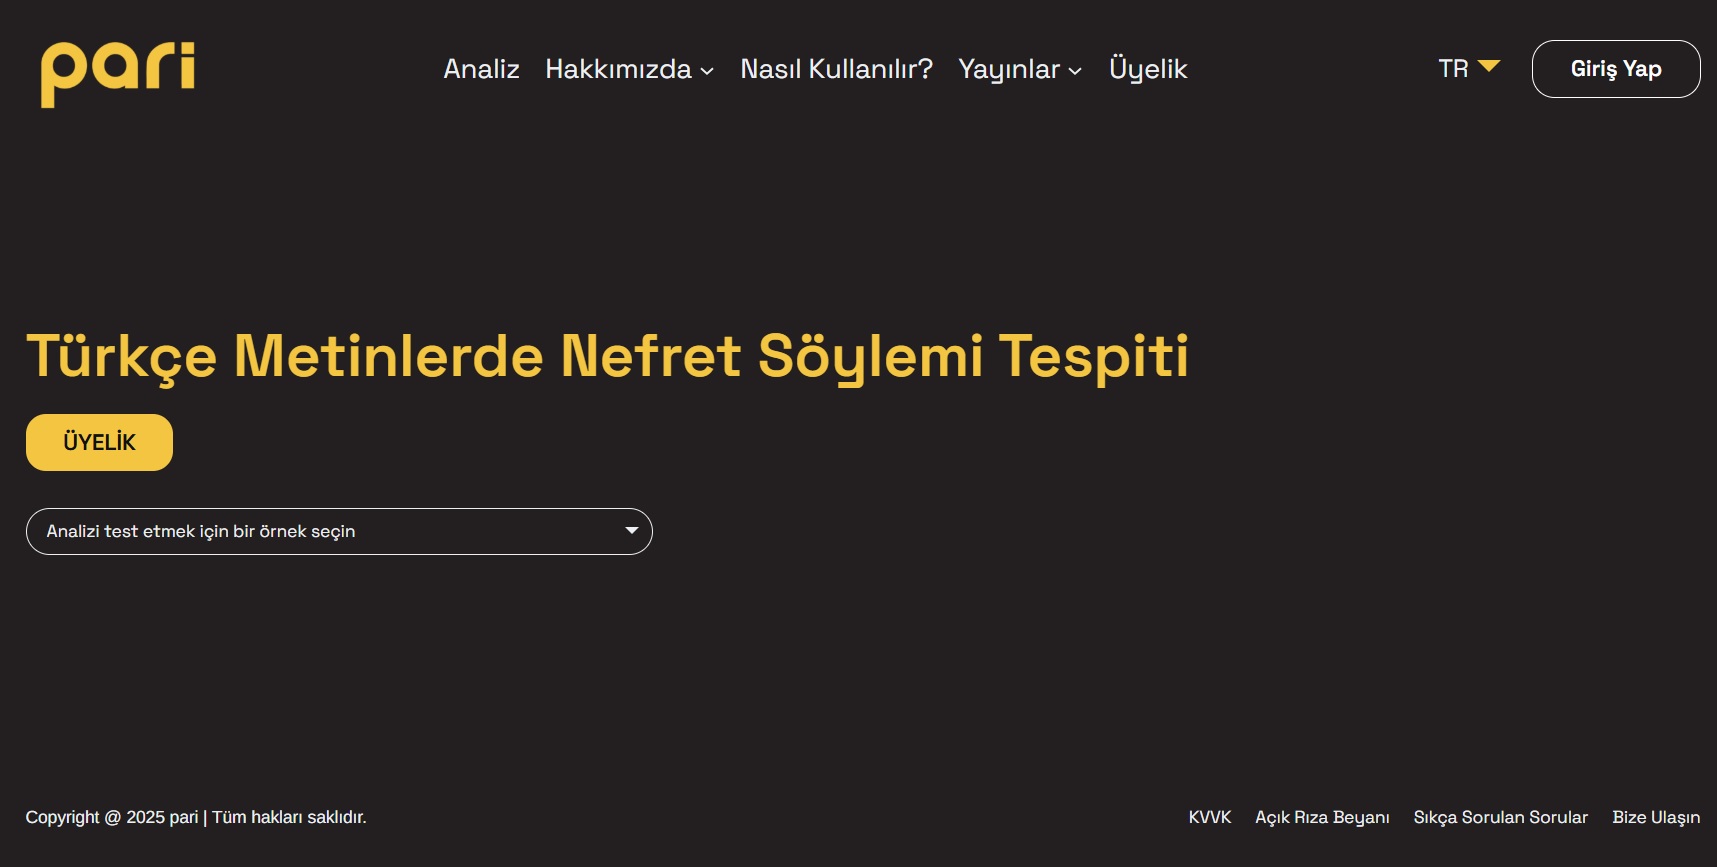 pari
Analiz Hakkımızda Nasıl Kullanılır? Yayınlar Üyelik
TR Giriş Yap
Türkçe Metinlerde Nefret Söylemi Tespiti
ÜYELİK
Analizi test etmek için bir örnek seçin
Copyright @ 2025 pari | Tüm hakları saklıdır.
KVVK Açık Rıza Beyanı Sıkça Sorulan Sorular Bize Ulaşın